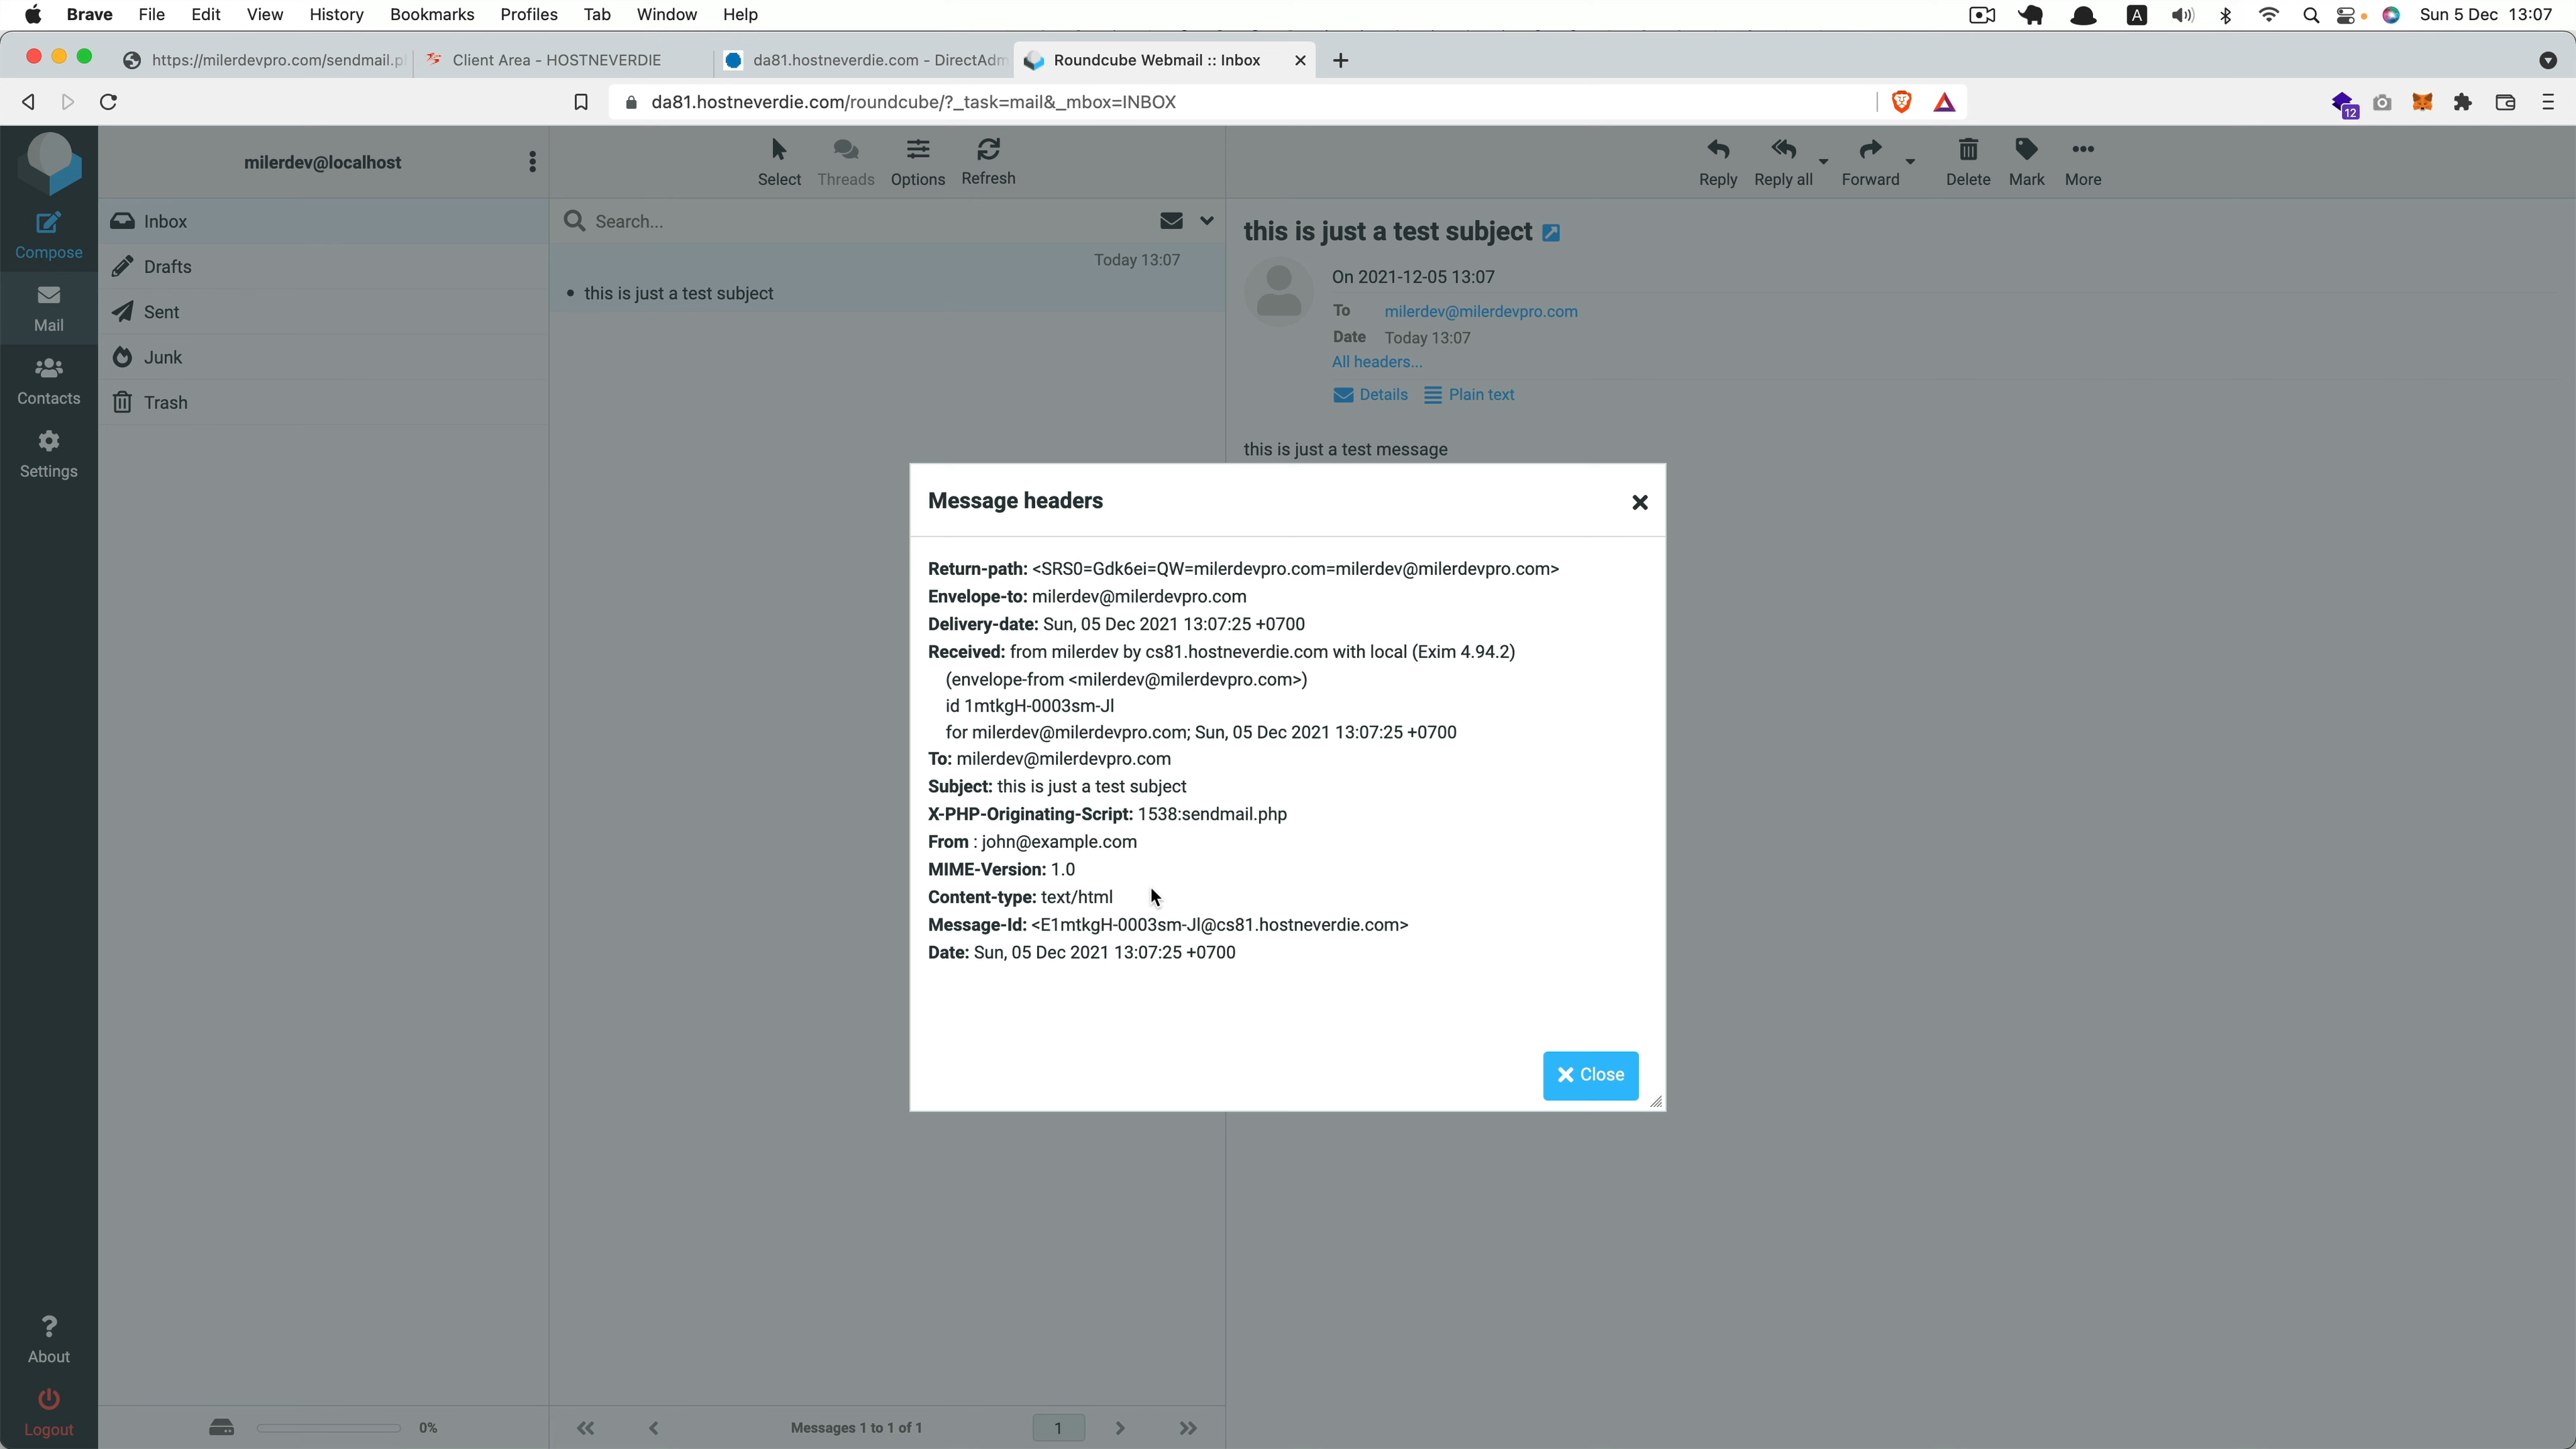 Brave File Edit View History Bookmarks Profiles Tab Window Help
A Sun 5 Dec 13:07
https://milerdevpro.com/sendmail.p
Client Area - HOSTNEVERDIE
da81.hostneverdie.com - DirectAdm
Roundcube Webmail :: Inbox
da81.hostneverdie.com/roundcube/?_task=mail&_mbox=INBOX
12
Compose
Mail
Contacts
Settings
About
Logout
milerdev@localhost
Inbox
Drafts
Sent
Junk
Trash
0%
Select Threads Options Refresh
Search...
Today 13:07
• this is just a test subject
Messages 1 to 1 of 1
1
Reply Reply all Forward Delete Mark More
this is just a test subject
On 2021-12-05 13:07
To milerdev@milerdevpro.com
Date Today 13:07
All headers...
Details Plain text
this is just a test message
Message headers
Return-path: <SRS0=Gdk6ei=QW=milerdevpro.com=milerdev@milerdevpro.com>
Envelope-to: milerdev@milerdevpro.com
Delivery-date: Sun, 05 Dec 2021 13:07:25 +0700
Received: from milerdev by cs81.hostneverdie.com with local (Exim 4.94.2)
(envelope-from <milerdev@milerdevpro.com>)
id 1mtkgH-0003sm-Jl
for milerdev@milerdevpro.com; Sun, 05 Dec 2021 13:07:25 +0700
To: milerdev@milerdevpro.com
Subject: this is just a test subject
X-PHP-Originating-Script: 1538:sendmail.php
From : john@example.com
MIME-Version: 1.0
Content-type: text/html
Message-Id: <E1mtkgH-0003sm-Jl@cs81.hostneverdie.com>
Date: Sun, 05 Dec 2021 13:07:25 +0700
Close